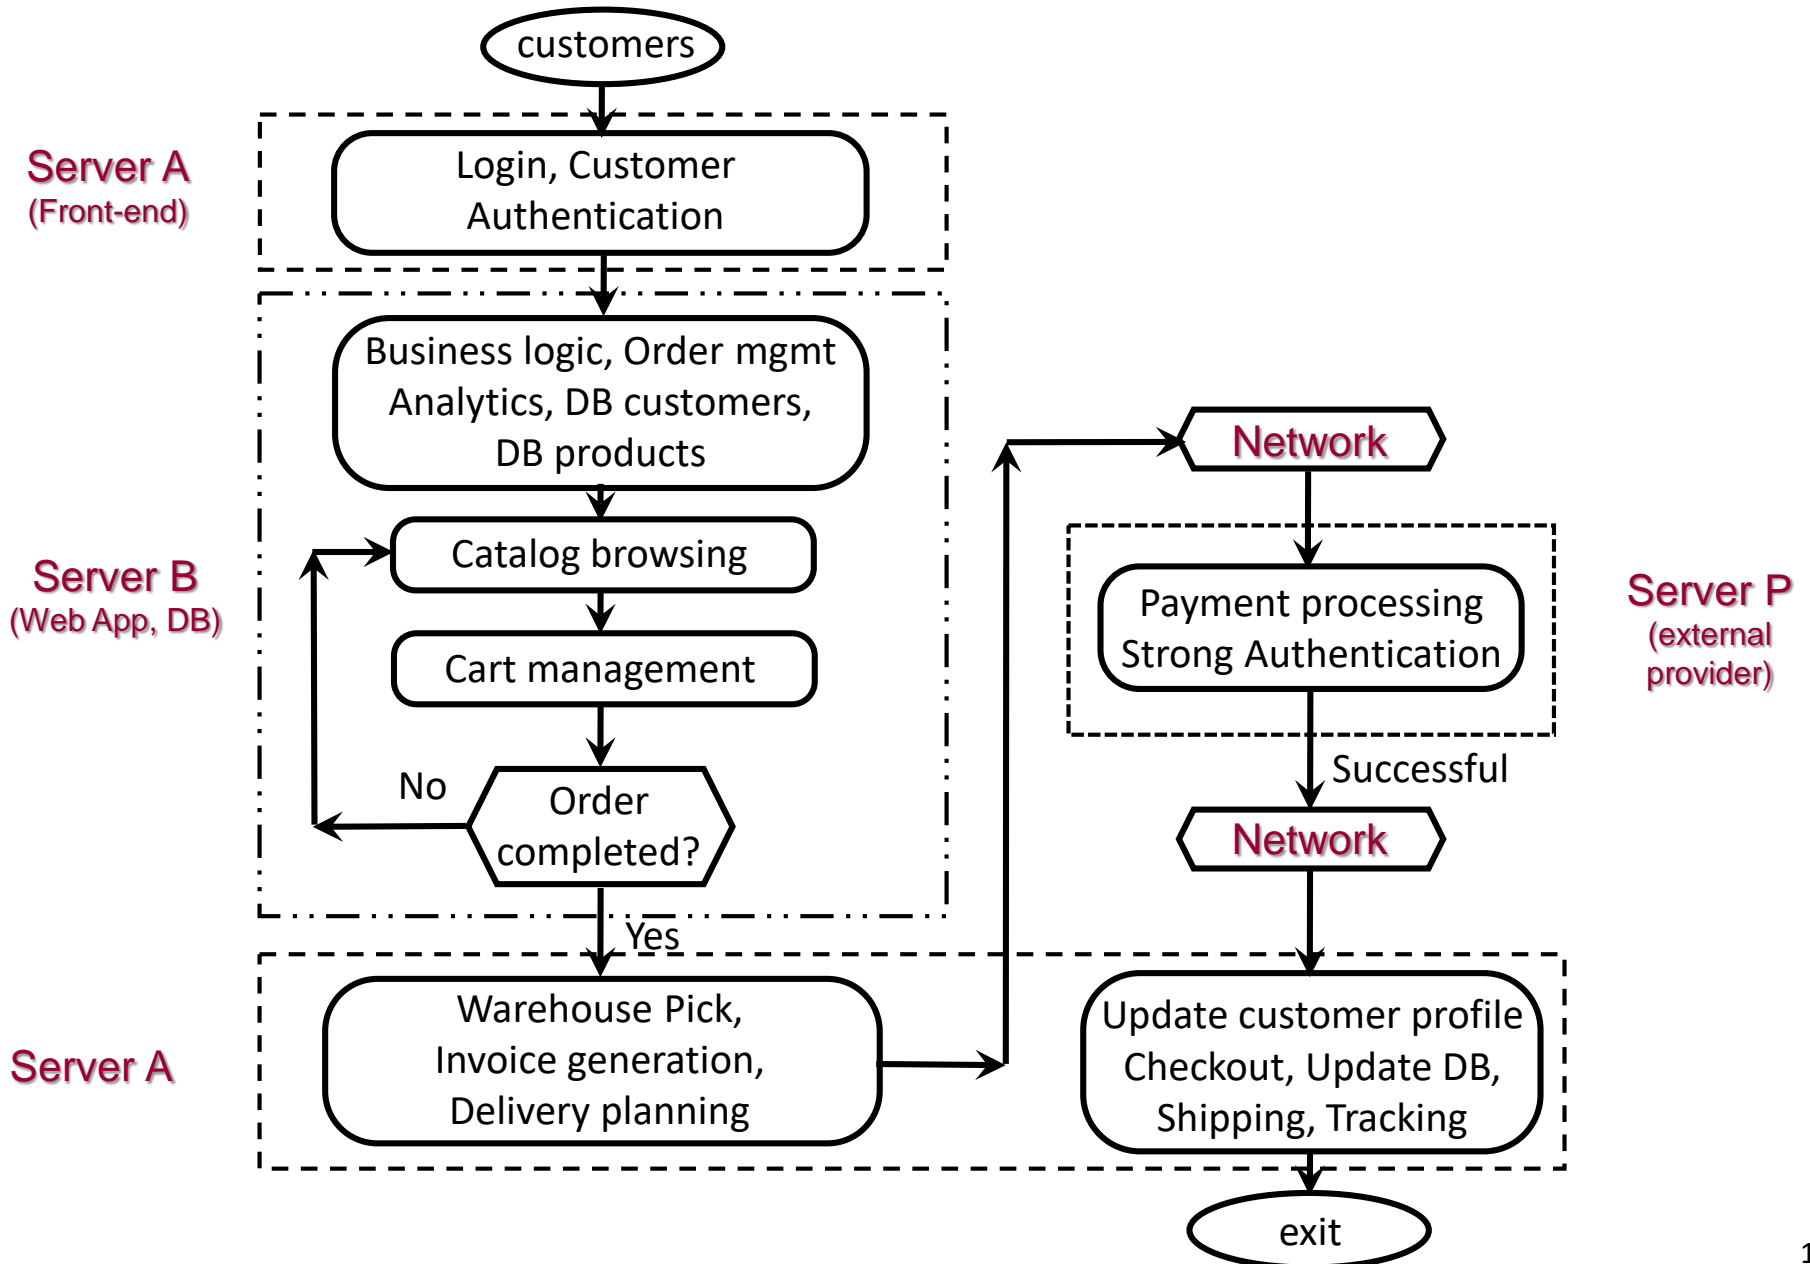 customers
Server A
(Front-end)
Login, Customer
Authentication
Business logic, Order mgmt
Analytics, DB customers,
DB products
Server B
(Web App, DB)
Catalog browsing
Cart management
No
Order
completed?
Yes
Server A
Warehouse Pick,
Invoice generation,
Delivery planning
Network
Payment processing
Strong Authentication
Server P
(external
provider)
Successful
Network
Update customer profile
Checkout, Update DB,
Shipping, Tracking
exit
1